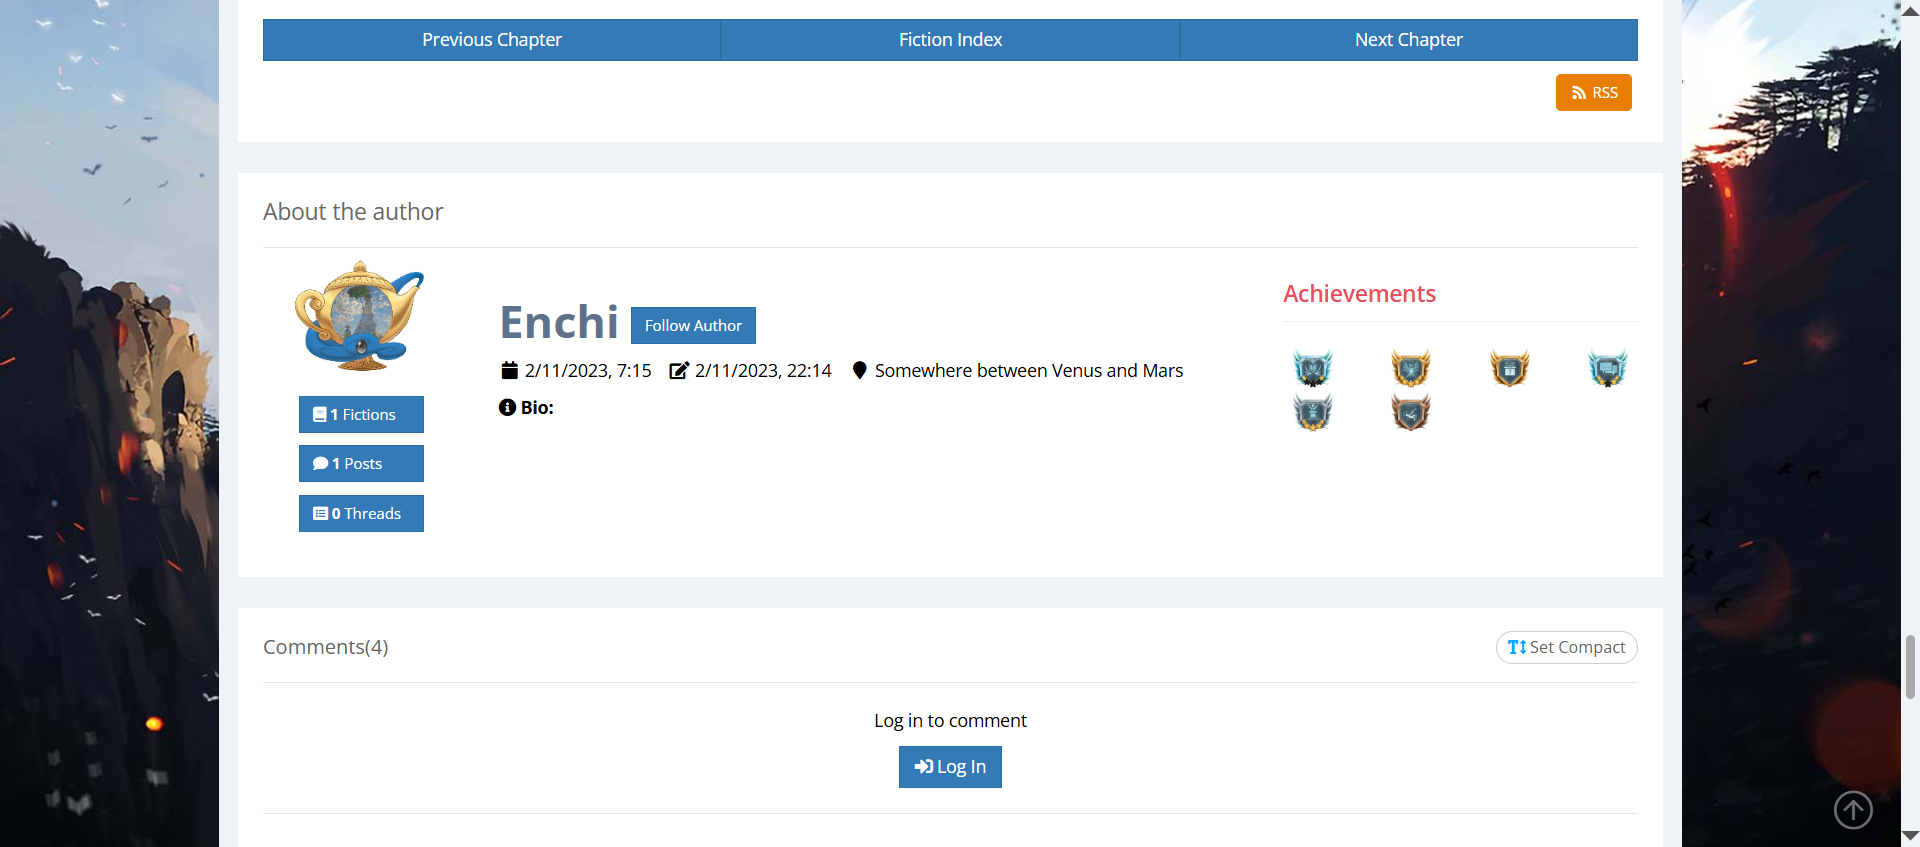 Previous Chapter
Fiction Index
Next Chapter
RSS
About the author
Enchi
Follow Author
2/11/2023, 7:15
2/11/2023, 22:14
Somewhere between Venus and Mars
Bio:
1 Fictions
1 Posts
0 Threads
Achievements
Comments(4)
Set Compact
Log in to comment
Log In